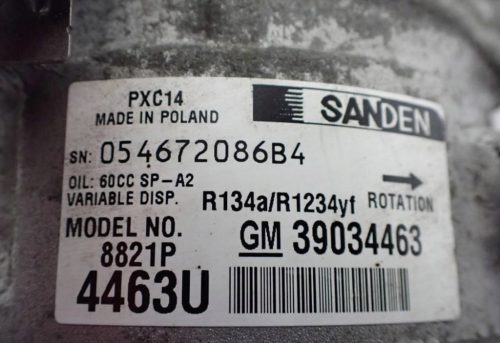 PXC14
MADE IN POLAND
SANDEN
SN: 054672086B4
OIL: 60CC SP-A2
VARIABLE DISP.
R134a/R1234yf
ROTATION
MODEL NO.
8821P
GM 39034463
4463U